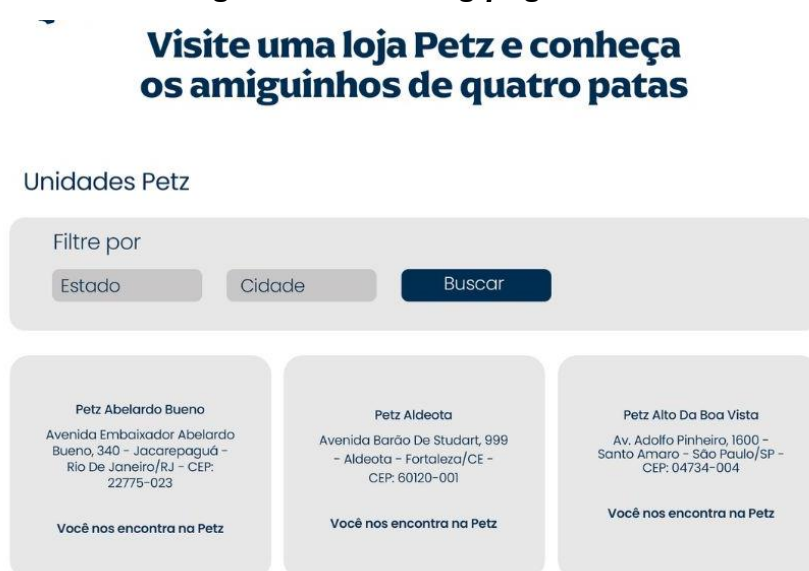 Visite uma loja Petz e conheça
os amiguinhos de quatro patas
Unidades Petz
Filtre por
Estado
Cidade
Buscar
Petz Abelardo Bueno
Avenida Embaixador Abelardo
Bueno, 340 - Jacarepaguá -
Rio De Janeiro/RJ - CEP:
22775-023
Você nos encontra na Petz
Petz Aldeota
Avenida Barão De Studart, 999
- Aldeota - Fortaleza/CE -
CEP: 60120-001
Você nos encontra na Petz
Petz Alto Da Boa Vista
Av. Adolfo Pinheiro, 1600 -
Santo Amaro - São Paulo/SP -
CEP: 04734-004
Você nos encontra na Petz